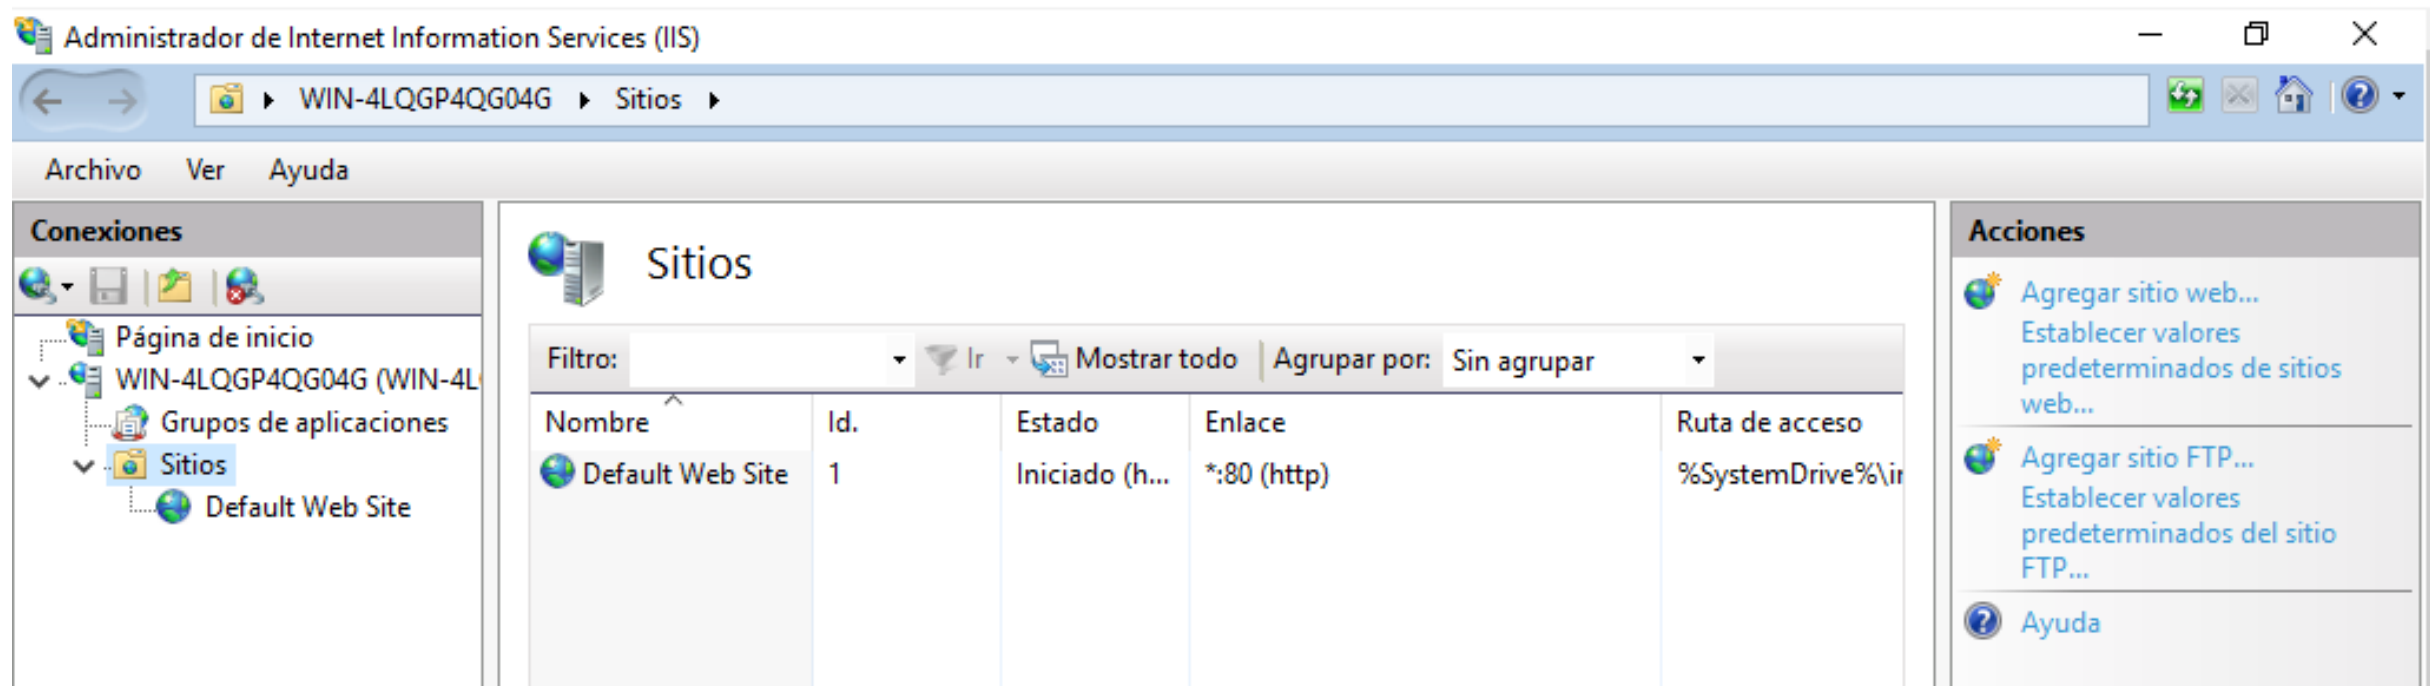 Administrador de Internet Information Services (IIS)
WIN-4LQGP4QG04G Sitios
Archivo Ver Ayuda
Conexiones
Página de inicio
WIN-4LQGP4QG04G (WIN-4L
Grupos de aplicaciones
Sitios
Default Web Site
Sitios
Filtro: Ir Mostrar todo Agrupar por: Sin agrupar
Nombre Id. Estado Enlace Ruta de acceso
Default Web Site 1 Iniciado (h... *:80 (http) %SystemDrive%\in
Acciones
Agregar sitio web...
Establecer valores
predeterminados de sitios
web...
Agregar sitio FTP...
Establecer valores
predeterminados del sitio
FTP...
Ayuda